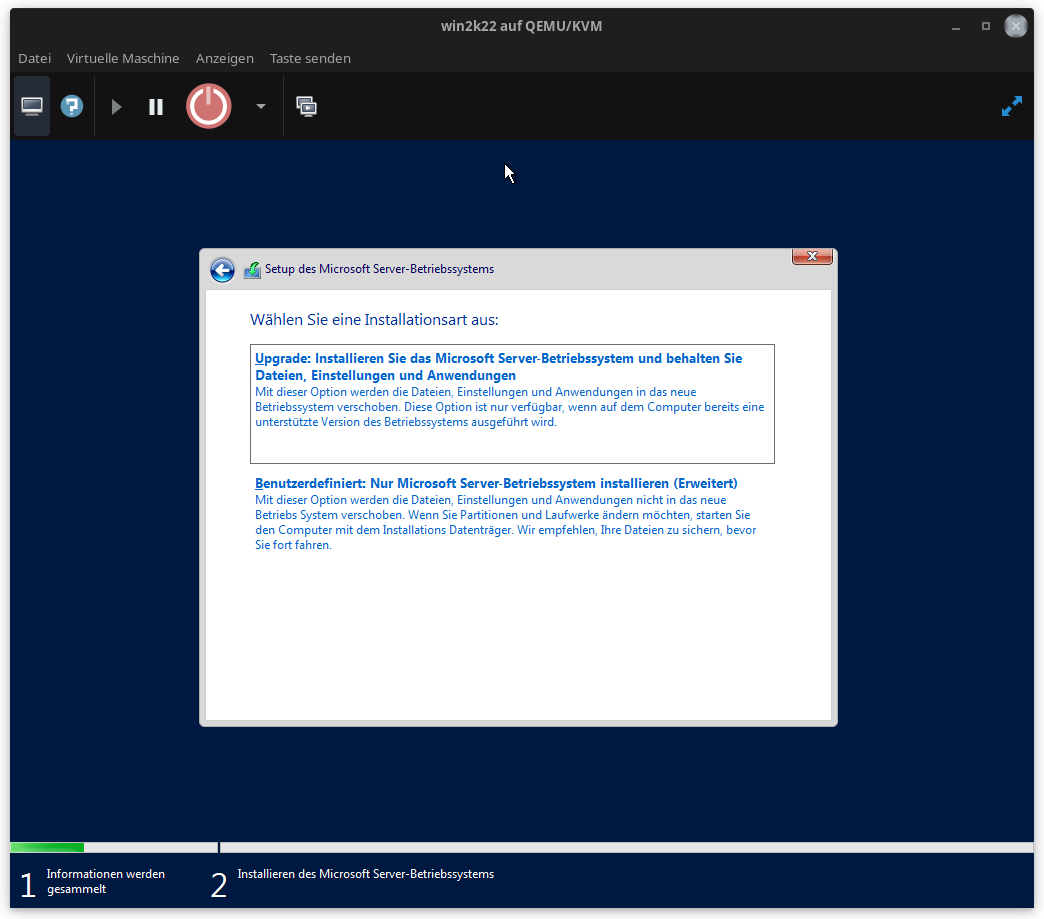 win2k22 auf QEMU/KVM
Datei Virtuelle Maschine Anzeigen Taste senden
Setup des Microsoft Server-Betriebssystems
Wählen Sie eine Installationsart aus:
Upgrade: Installieren Sie das Microsoft Server-Betriebssystem und behalten Sie
Dateien, Einstellungen und Anwendungen
Mit dieser Option werden die Dateien, Einstellungen und Anwendungen in das neue
Betriebssystem verschoben. Diese Option ist nur verfügbar, wenn auf dem Computer bereits eine
unterstützte Version des Betriebssystems ausgeführt wird.
Benutzerdefiniert: Nur Microsoft Server-Betriebssystem installieren (Erweitert)
Mit dieser Option werden die Dateien, Einstellungen und Anwendungen nicht in das neue
Betriebs System verschoben. Wenn Sie Partitionen und Laufwerke ändern möchten, starten Sie
den Computer mit dem Installations Datenträger. Wir empfehlen, Ihre Dateien zu sichern, bevor
Sie fort fahren.
1 Informationen werden
gesammelt
2 Installieren des Microsoft Server-Betriebssystems